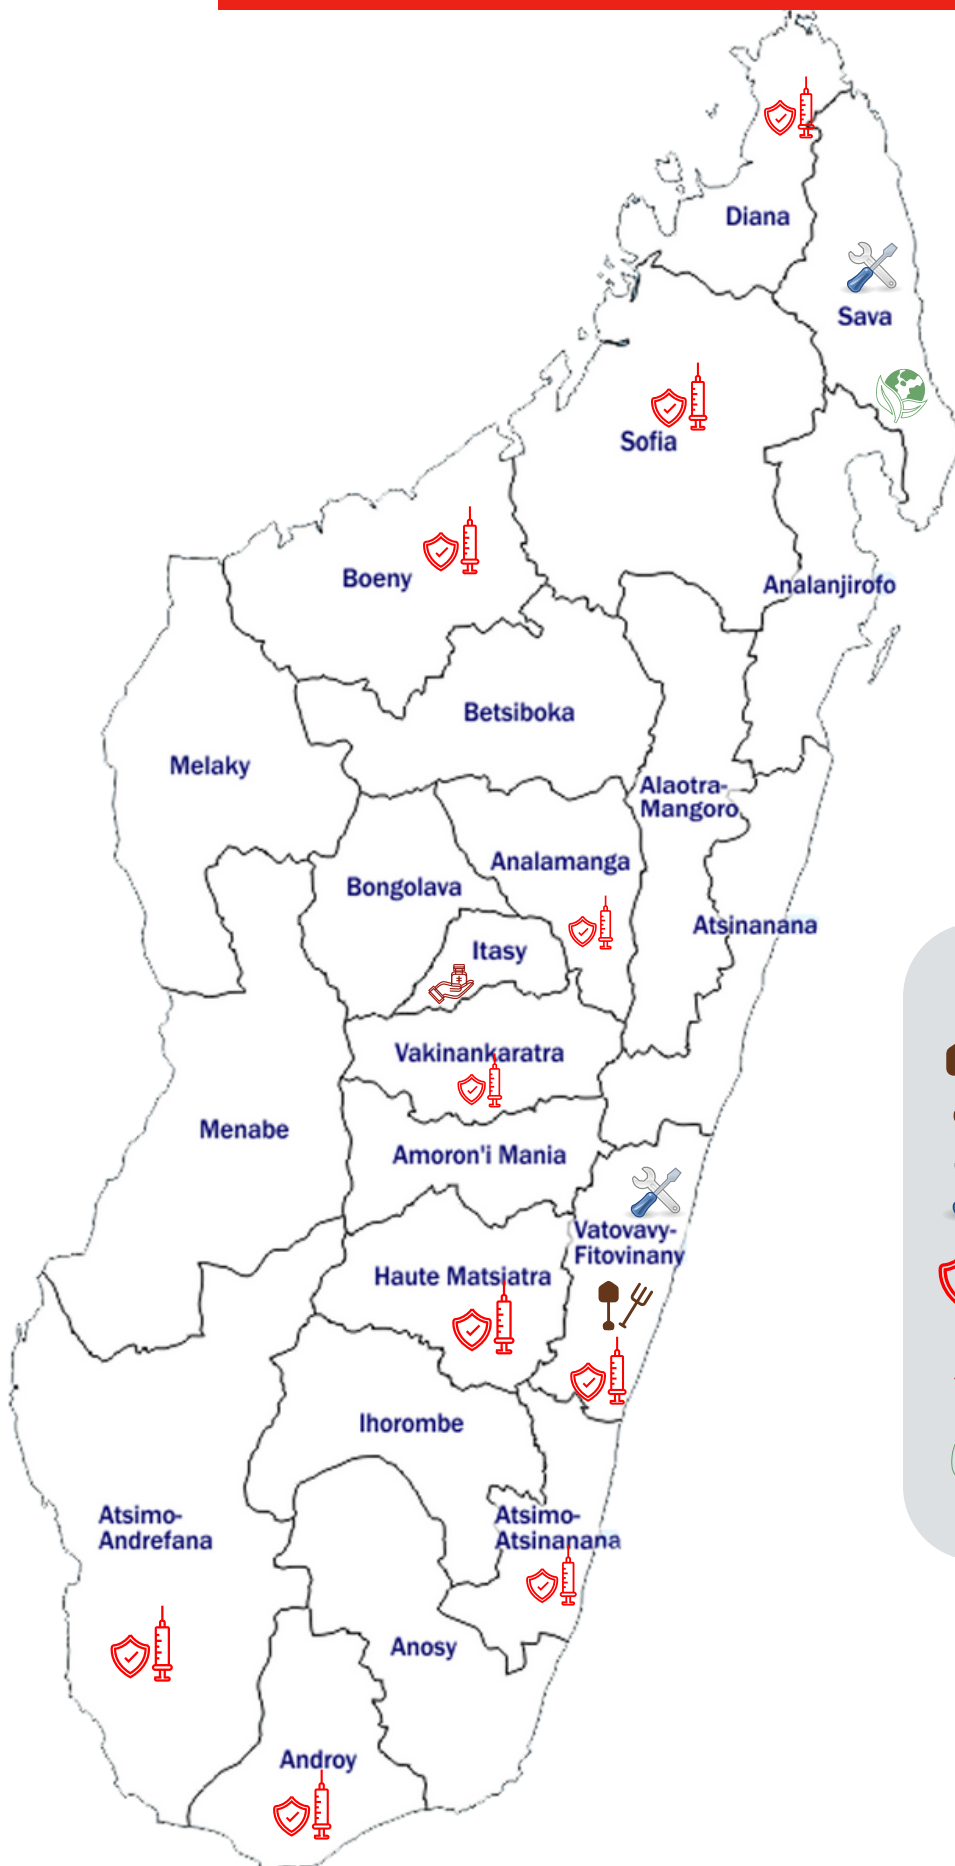 Diana
Sava
Sofia
Boeny
Analanjirofo
Betsiboka
Melaky
Alaotra-
Mangoro
Analamanga
Bongolava
Atsinanana
Itasy
Vakinankaratra
Menabe
Amoron'i Mania
Vatovavy-
Fitovinany
Haute Matsiatra
Ihorombe
Atsimo-
Andrefana
Atsimo-
Atsinanana
Anosy
Androy